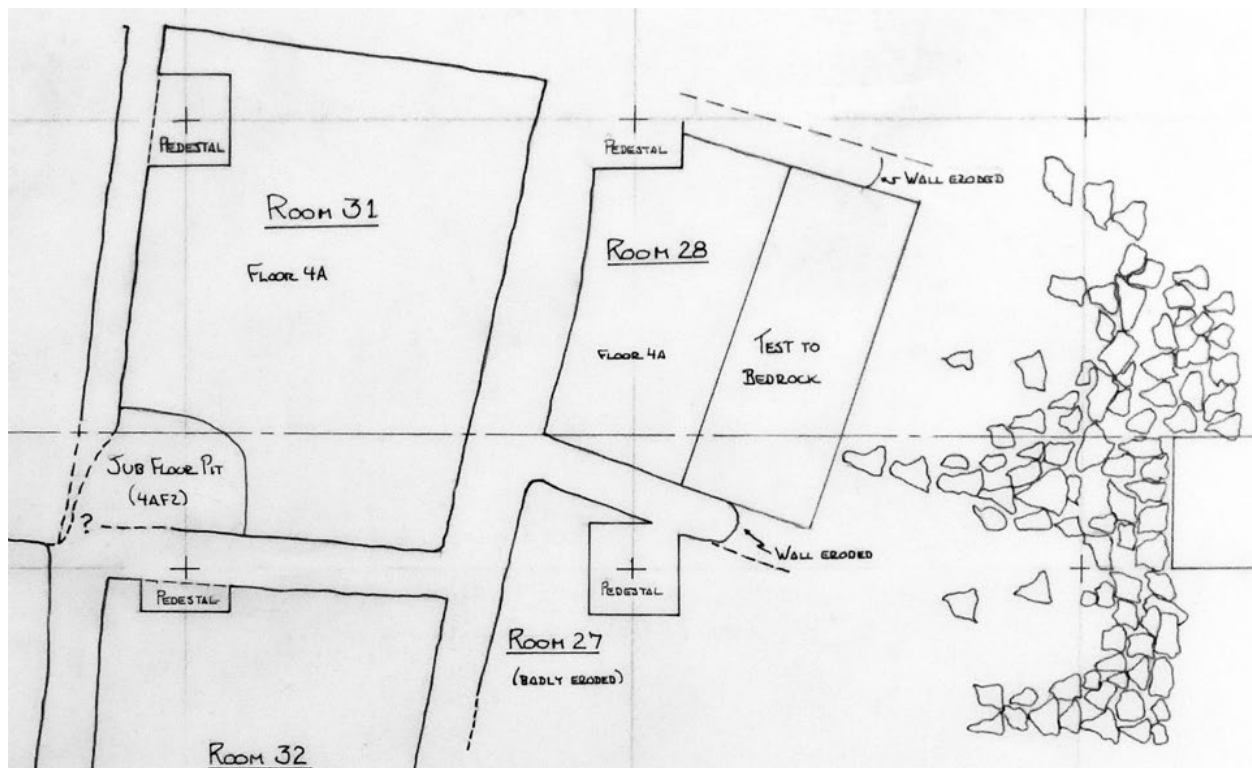 PEDESTAL
PEDESTAL
WALL ERODED
ROOM 31
ROOM 28
FLOOR 4A
FLOOR 4A
TEST TO
BEDROCK
SUB FLOOR PIT
(4AF2)
?
WALL ERODED
PEDESTAL
PEDESTAL
ROOM 27
(BADLY ERODED)
ROOM 32